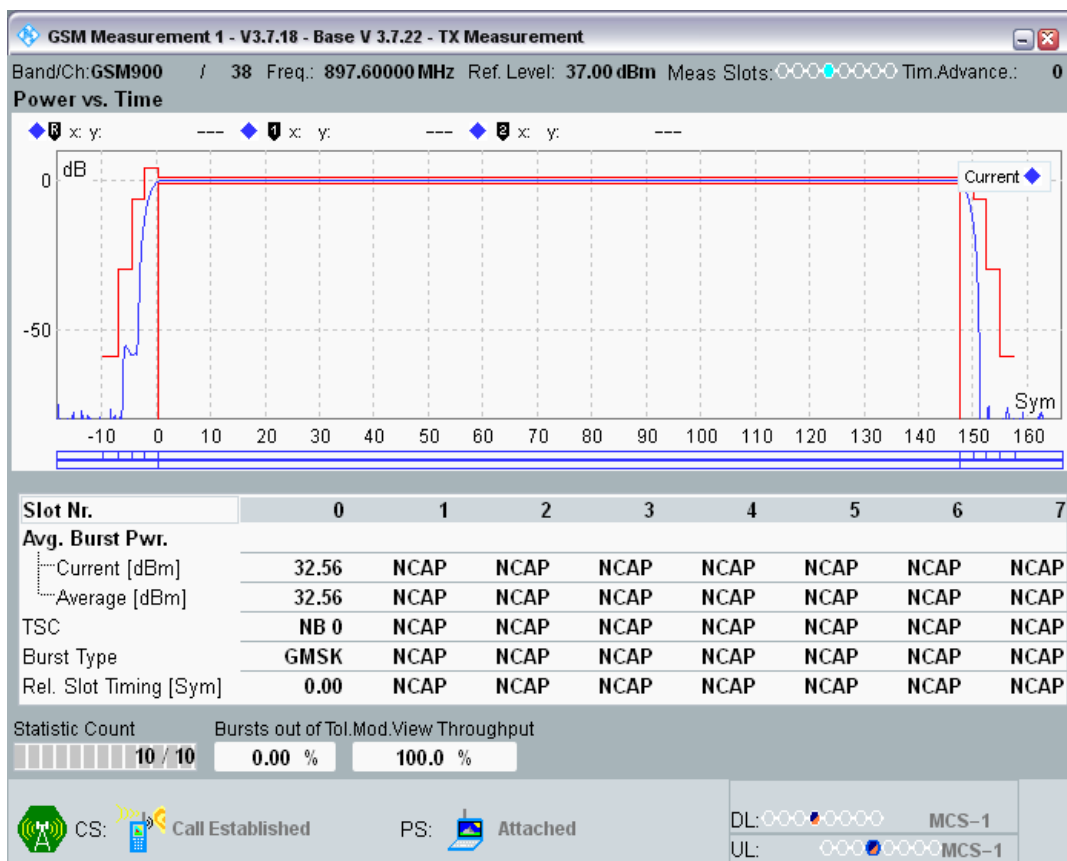 GSM Measurement 1 - V3.7.18 - Base V 3.7.22 - TX Measurement
Band/Ch:GSM900 / 38 Freq.: 897.60000 MHz Ref. Level: 37.00 dBm Meas Slots: Tim.Advance.: 0
Power vs. Time
R x: y: --- 1 x: y: --- 2 x: y: ---
dB
Current
0
-50
Sym
-10 0 10 20 30 40 50 60 70 80 90 100 110 120 130 140 150 160
Slot Nr. 0 1 2 3 4 5 6 7
Avg. Burst Pwr.
Current [dBm] 32.56 NCAP NCAP NCAP NCAP NCAP NCAP NCAP
Average [dBm] 32.56 NCAP NCAP NCAP NCAP NCAP NCAP NCAP
TSC NB 0 NCAP NCAP NCAP NCAP NCAP NCAP NCAP
Burst Type GMSK NCAP NCAP NCAP NCAP NCAP NCAP NCAP
Rel. Slot Timing [Sym] 0.00 NCAP NCAP NCAP NCAP NCAP NCAP NCAP
Statistic Count Bursts out of Tol. Mod.View Throughput
10 / 10 0.00 % 100.0 %
CS: Call Established PS: Attached DL: MCS-1
UL: MCS-1